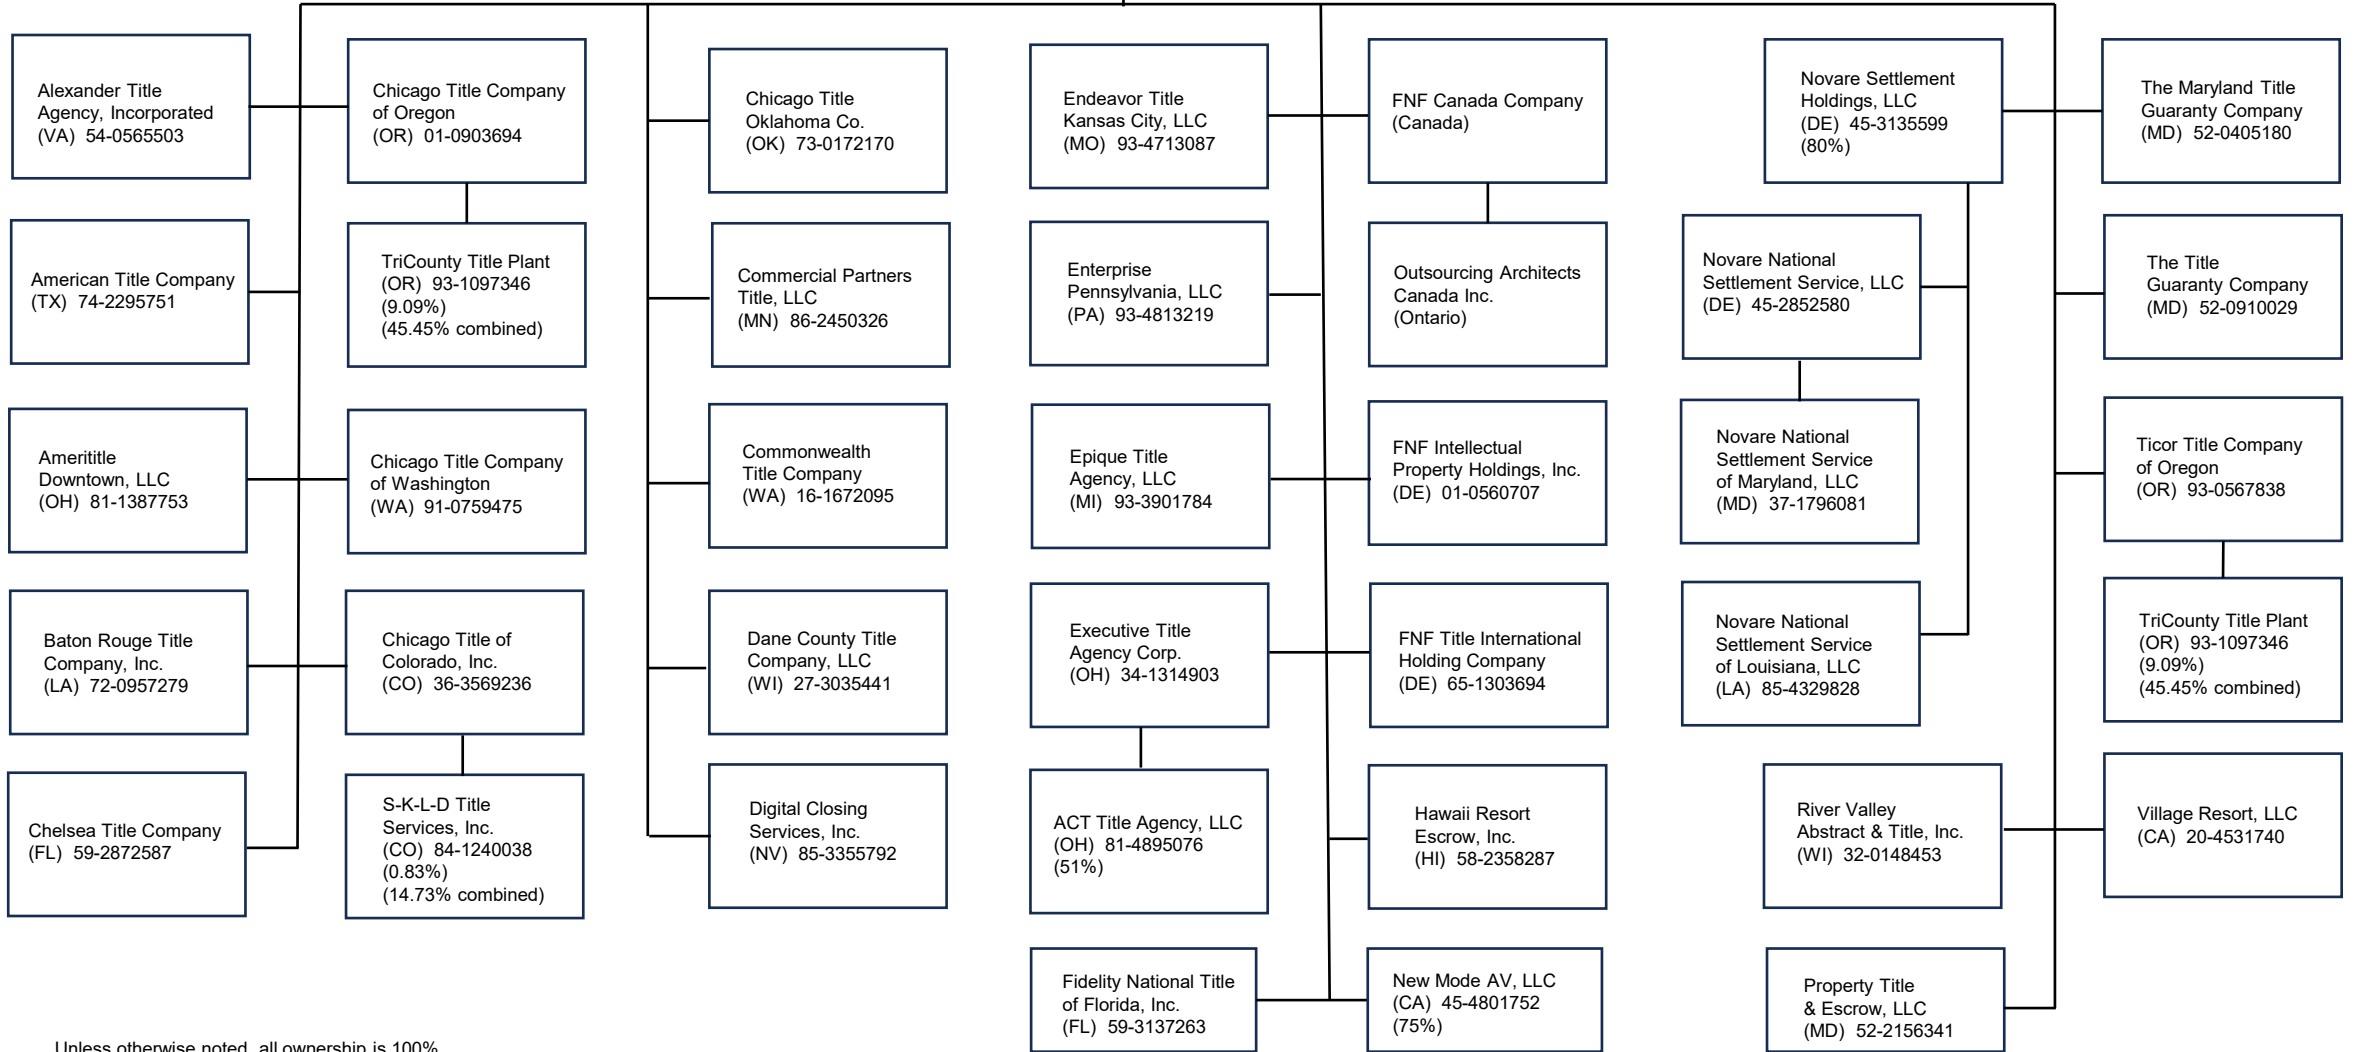 Alexander Title
Agency, Incorporated
(VA) 54-0565503
American Title Company
(TX) 74-2295751
Amerititle
Downtown, LLC
(OH) 81-1387753
Baton Rouge Title
Company, Inc.
(LA) 72-0957279
Chelsea Title Company
(FL) 59-2872587
Chicago Title Company
of Oregon
(OR) 01-0903694
TriCounty Title Plant
(OR) 93-1097346
(9.09%)
(45.45% combined)
Chicago Title Company
of Washington
(WA) 91-0759475
Chicago Title of
Colorado, Inc.
(CO) 36-3569236
S-K-L-D Title
Services, Inc.
(CO) 84-1240038
(0.83%)
(14.73% combined)
Chicago Title
Oklahoma Co.
(OK) 73-0172170
Commercial Partners
Title, LLC
(MN) 86-2450326
Commonwealth
Title Company
(WA) 16-1672095
Dane County Title
Company, LLC
(WI) 27-3035441
Digital Closing
Services, Inc.
(NV) 85-3355792
Endeavor Title
Kansas City, LLC
(MO) 93-4713087
Enterprise
Pennsylvania, LLC
(PA) 93-4813219
Epique Title
Agency, LLC
(MI) 93-3901784
Executive Title
Agency Corp.
(OH) 34-1314903
ACT Title Agency, LLC
(OH) 81-4895076
(51%)
Fidelity National Title
of Florida, Inc.
(FL) 59-3137263
FNF Canada Company
(Canada)
Outsourcing Architects
Canada Inc.
(Ontario)
FNF Intellectual
Property Holdings, Inc.
(DE) 01-0560707
FNF Title International
Holding Company
(DE) 65-1303694
Hawaii Resort
Escrow, Inc.
(HI) 58-2358287
New Mode AV, LLC
(CA) 45-4801752
(75%)
Novare Settlement
Holdings, LLC
(DE) 45-3135599
(80%)
Novare National
Settlement Service, LLC
(DE) 45-2852580
Novare National
Settlement Service
of Maryland, LLC
(MD) 37-1796081
Novare National
Settlement Service
of Louisiana, LLC
(LA) 85-4329828
River Valley
Abstract & Title, Inc.
(WI) 32-0148453
Property Title
& Escrow, LLC
(MD) 52-2156341
The Maryland Title
Guaranty Company
(MD) 52-0405180
The Title
Guaranty Company
(MD) 52-0910029
Ticor Title Company
of Oregon
(OR) 93-0567838
TriCounty Title Plant
(OR) 93-1097346
(9.09%)
(45.45% combined)
Village Resort, LLC
(CA) 20-4531740
Unless otherwise noted, all ownership is 100%